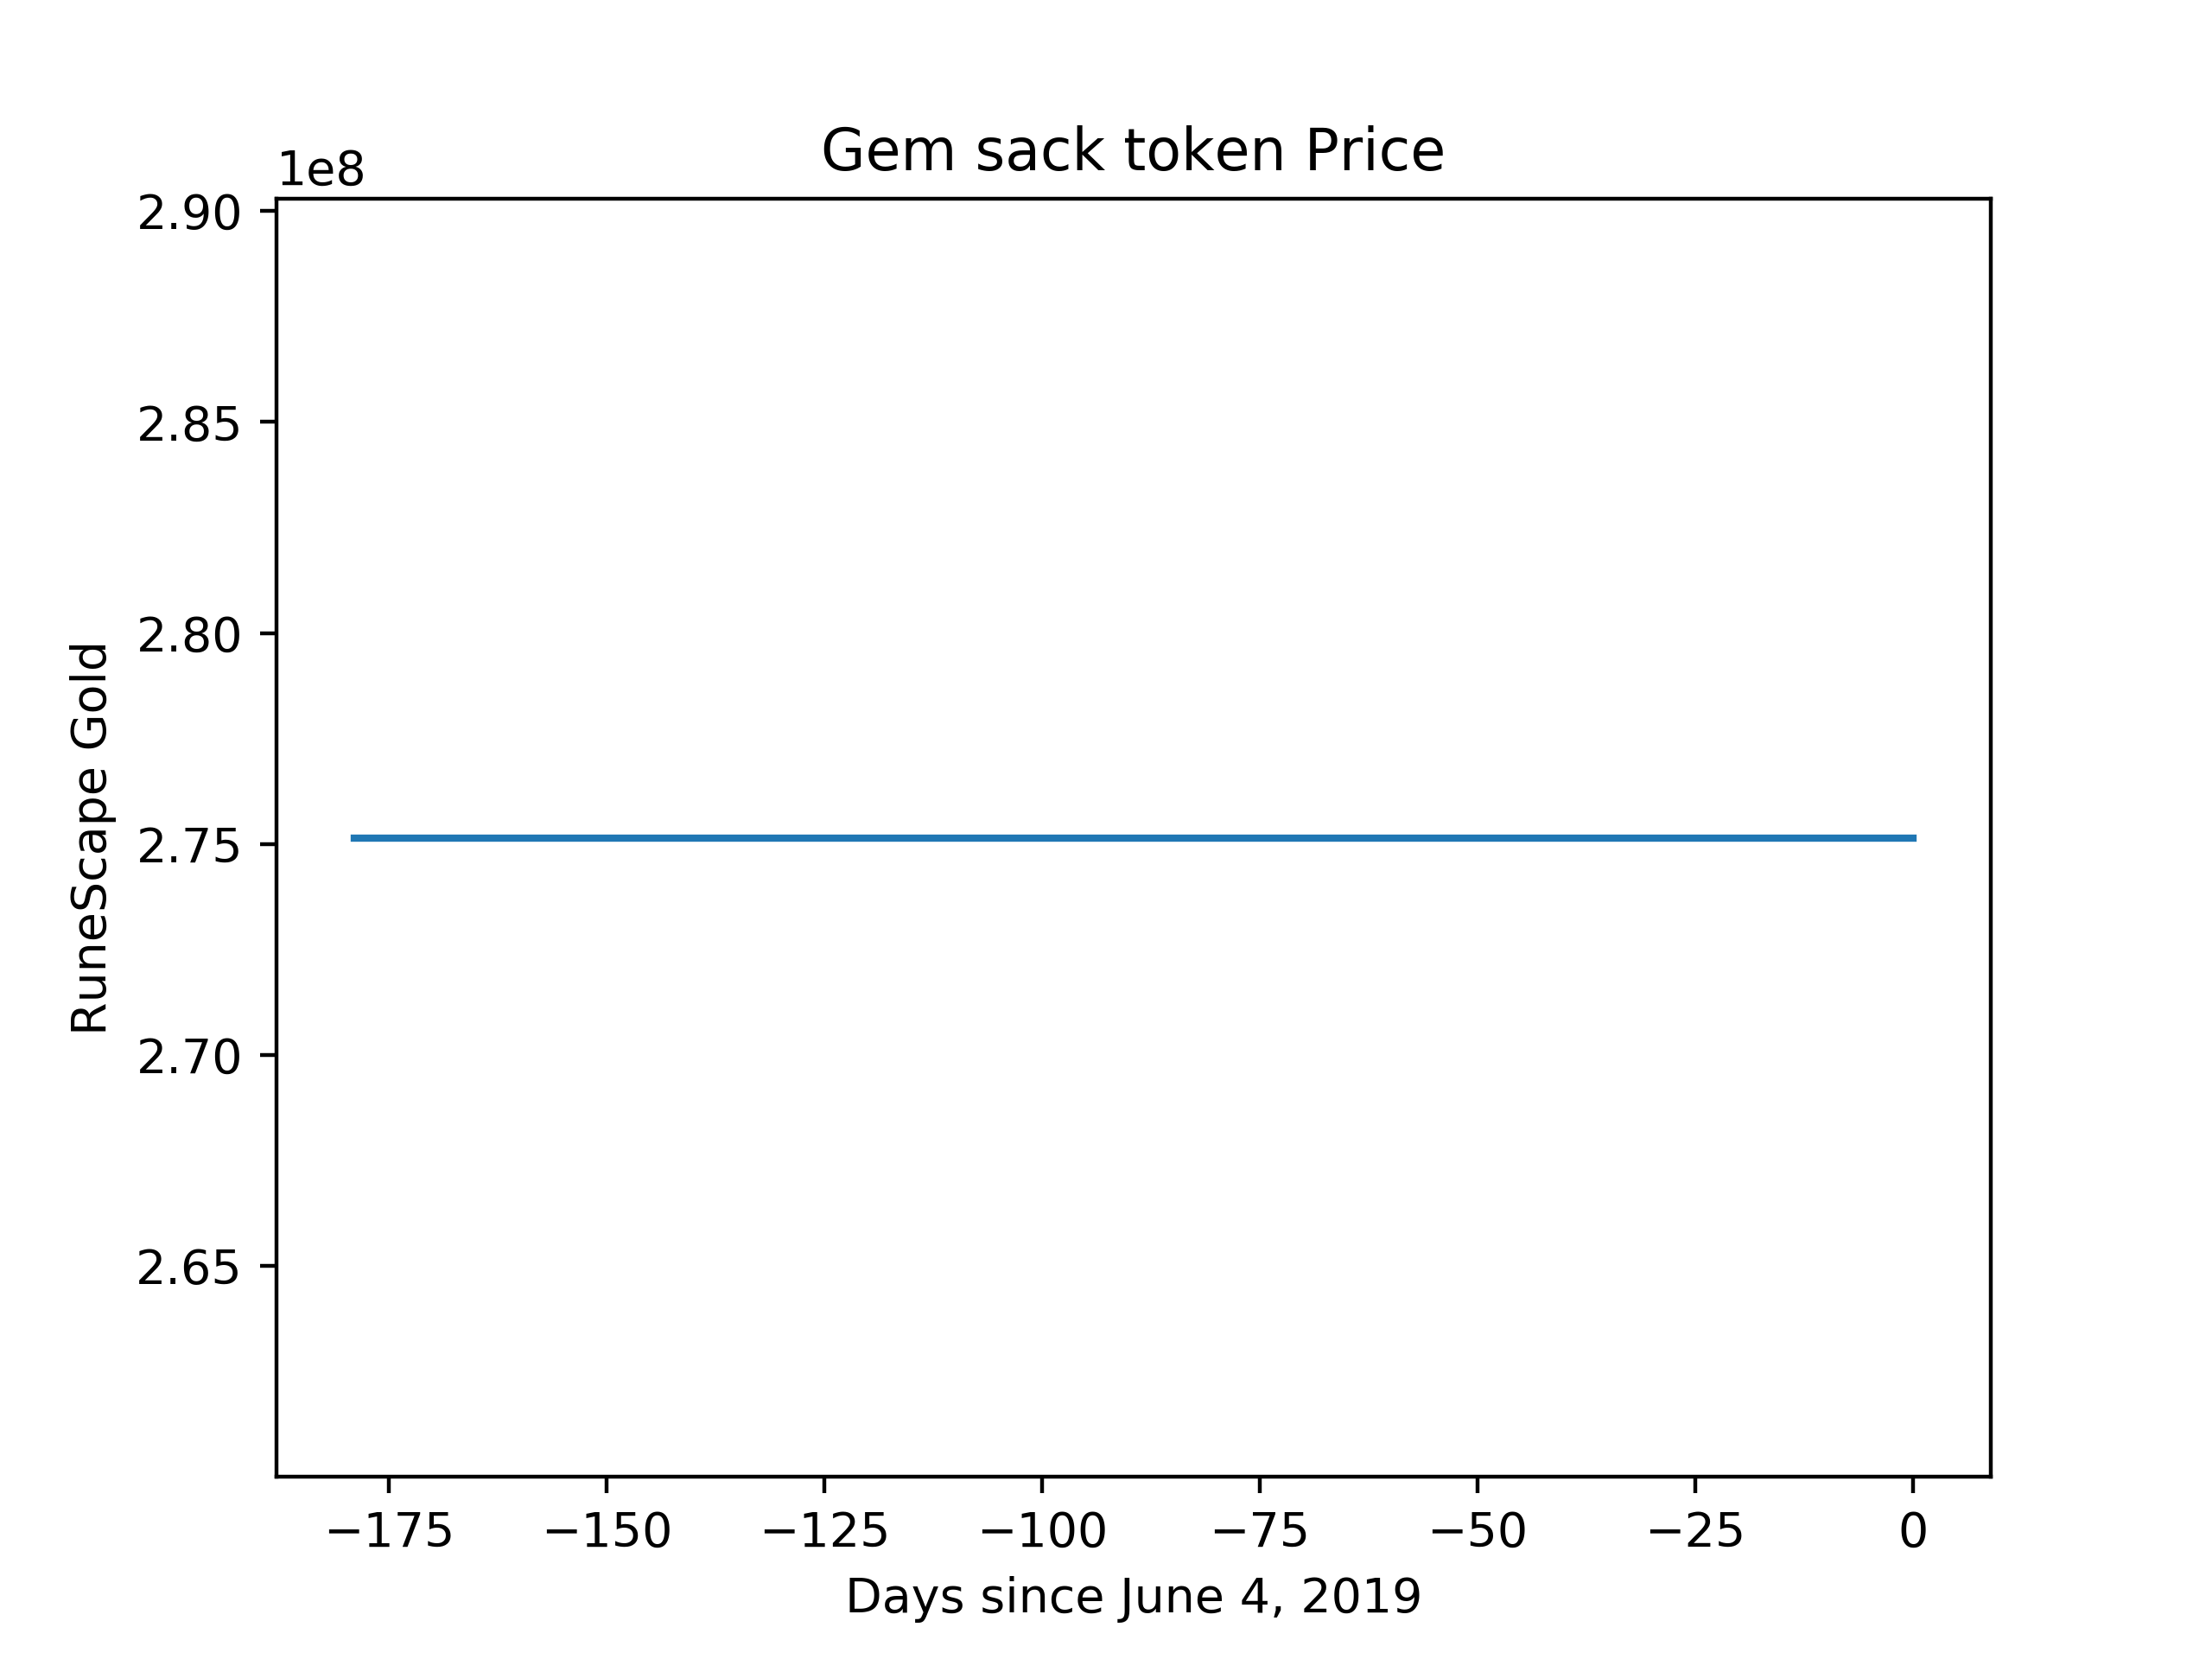 Gem sack token Price
1e8
2.90
2.85
2.80
2.75
2.70
2.65
RuneScape Gold
−175 −150 −125 −100 −75 −50 −25 0
Days since June 4, 2019